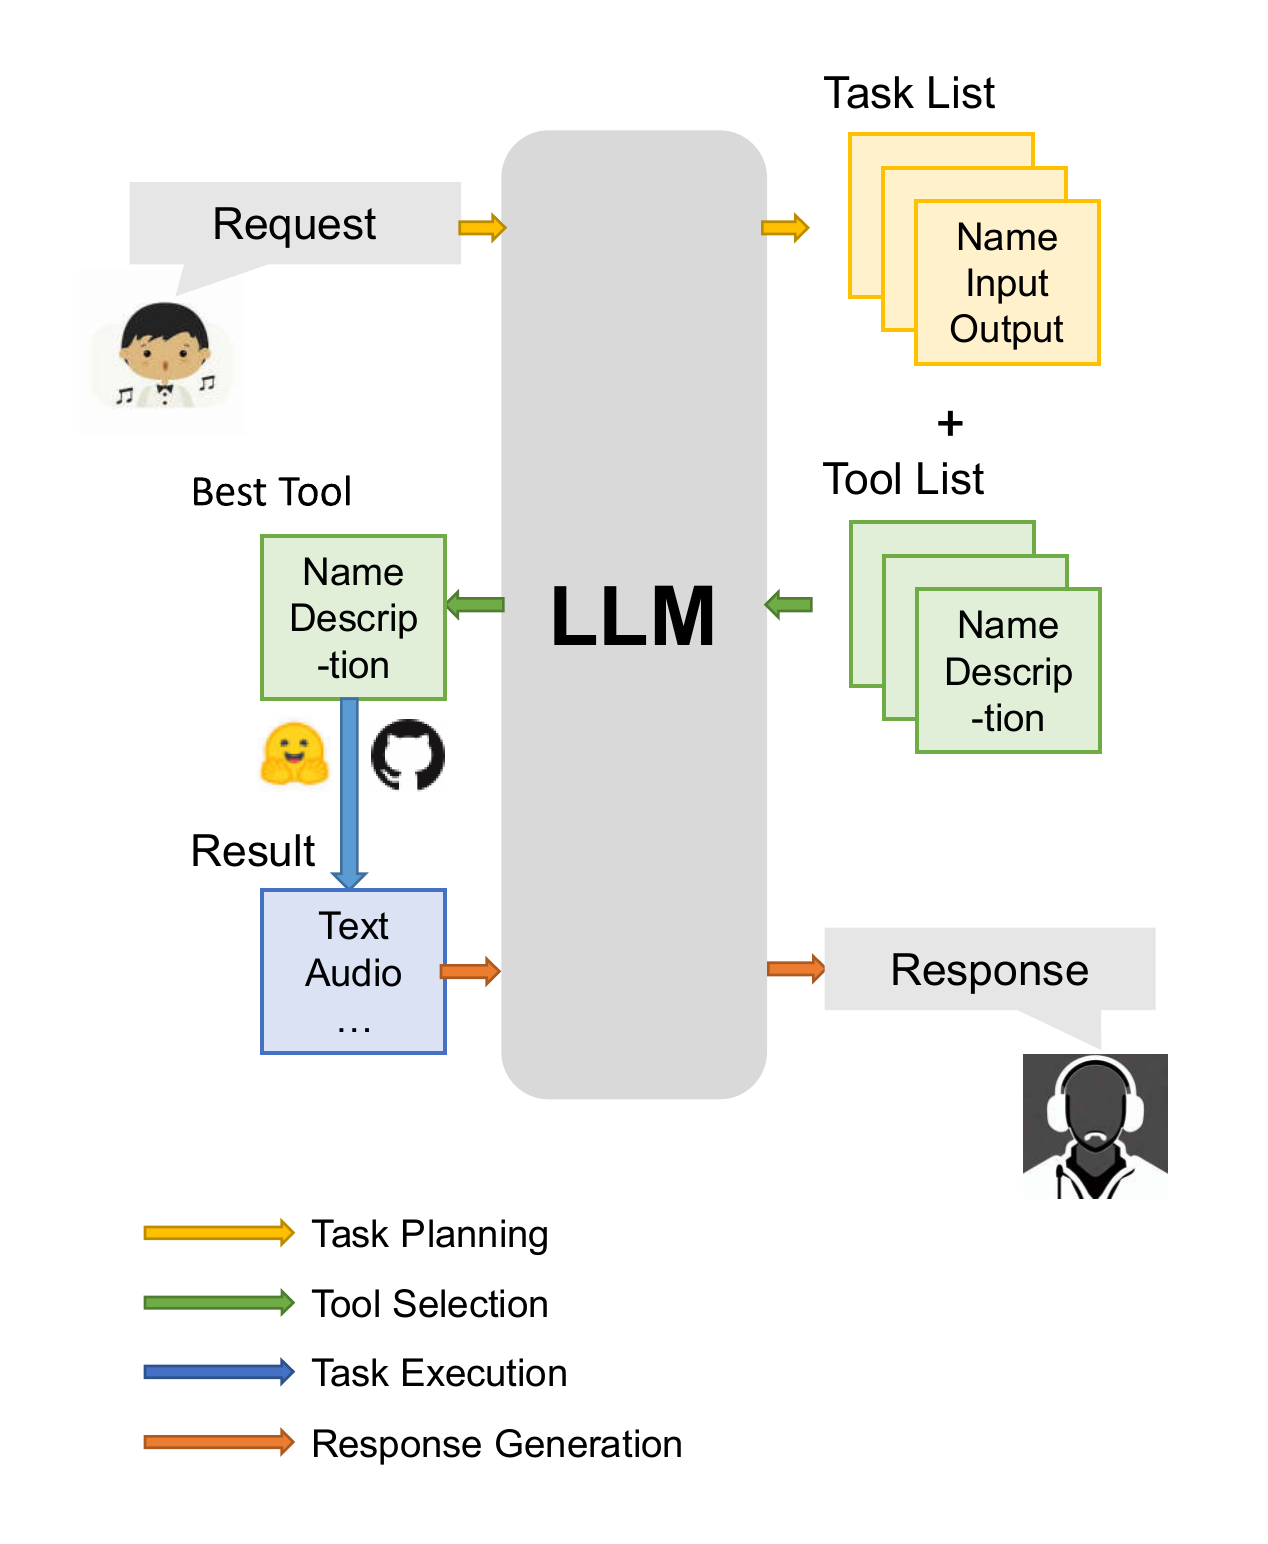 Task List
Request
Name
Input
Output
+
Tool List
Best Tool
Name
Descrip
-tion
LLM
Name
Descrip
-tion
Result
Text
Audio
…
Response
Task Planning
Tool Selection
Task Execution
Response Generation